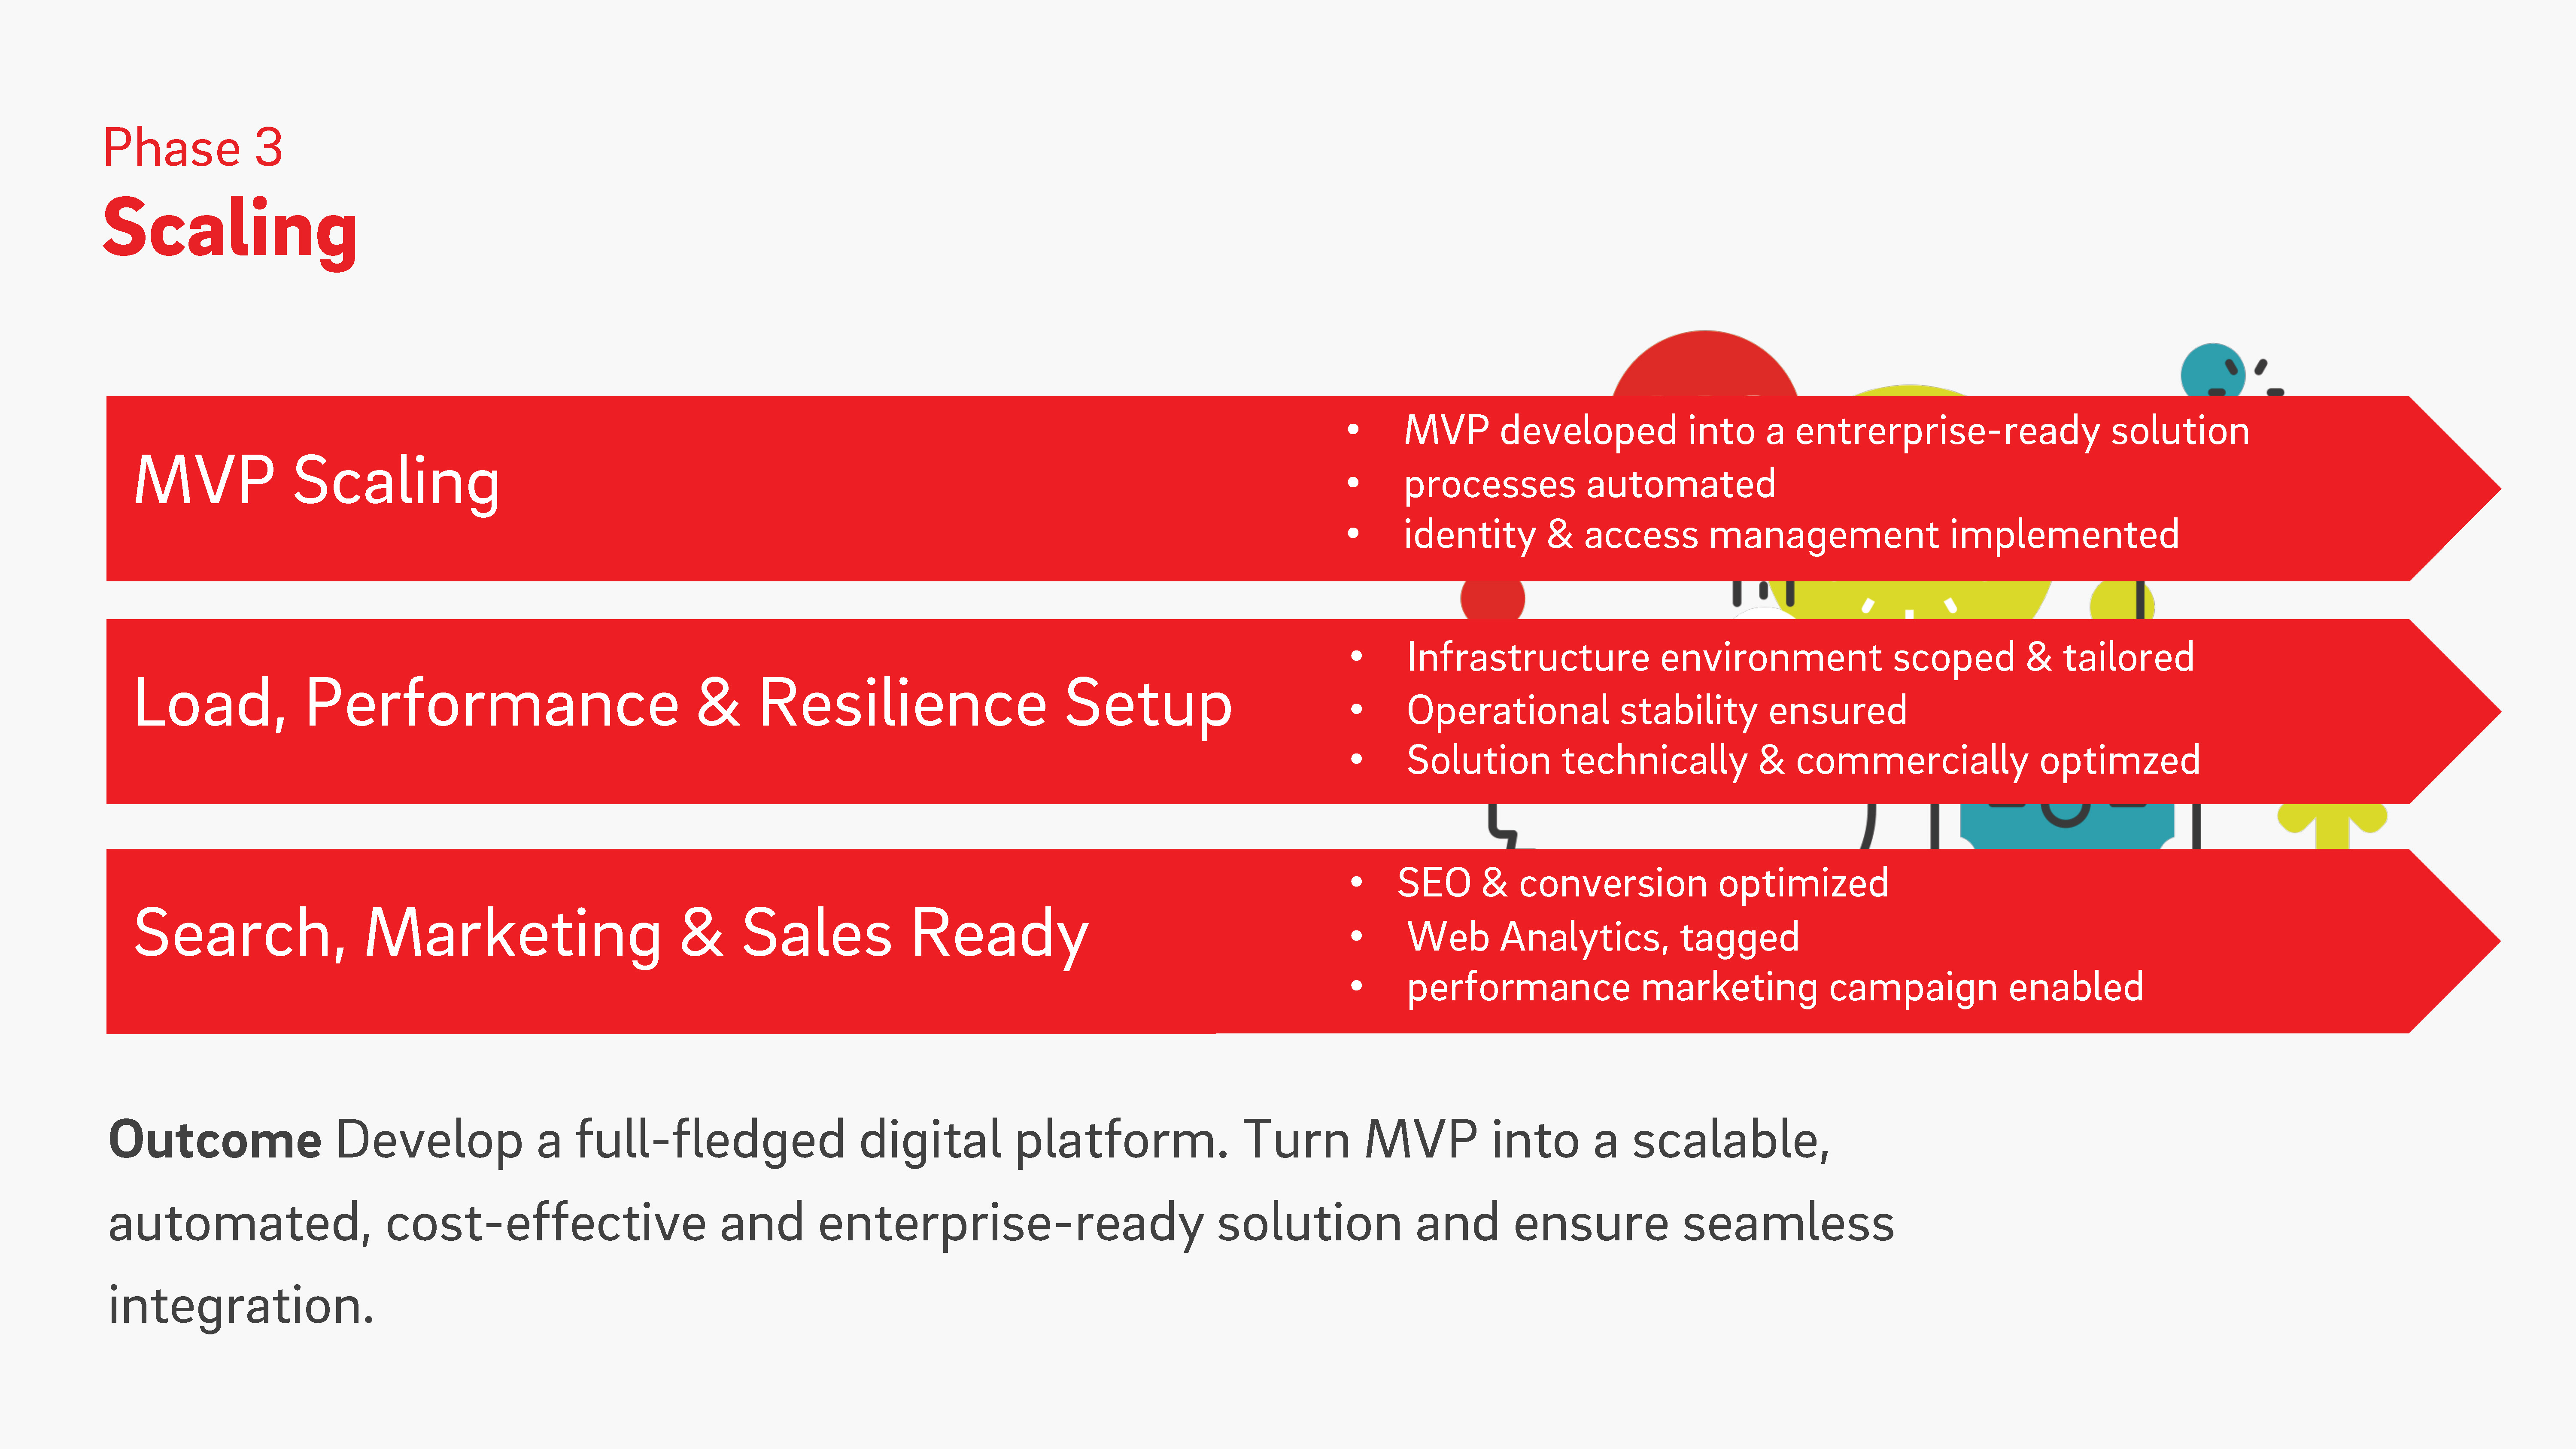 Phase 3
Scaling
MVP Scaling
• MVP developed into a entrerprise-ready solution
• processes automated
• identity & access management implemented
Load, Performance & Resilience Setup
• Infrastructure environment scoped & tailored
• Operational stability ensured
• Solution technically & commercially optimzed
Search, Marketing & Sales Ready
• SEO & conversion optimized
• Web Analytics, tagged
• performance marketing campaign enabled
Outcome Develop a full-fledged digital platform. Turn MVP into a scalable,
automated, cost-effective and enterprise-ready solution and ensure seamless
integration.